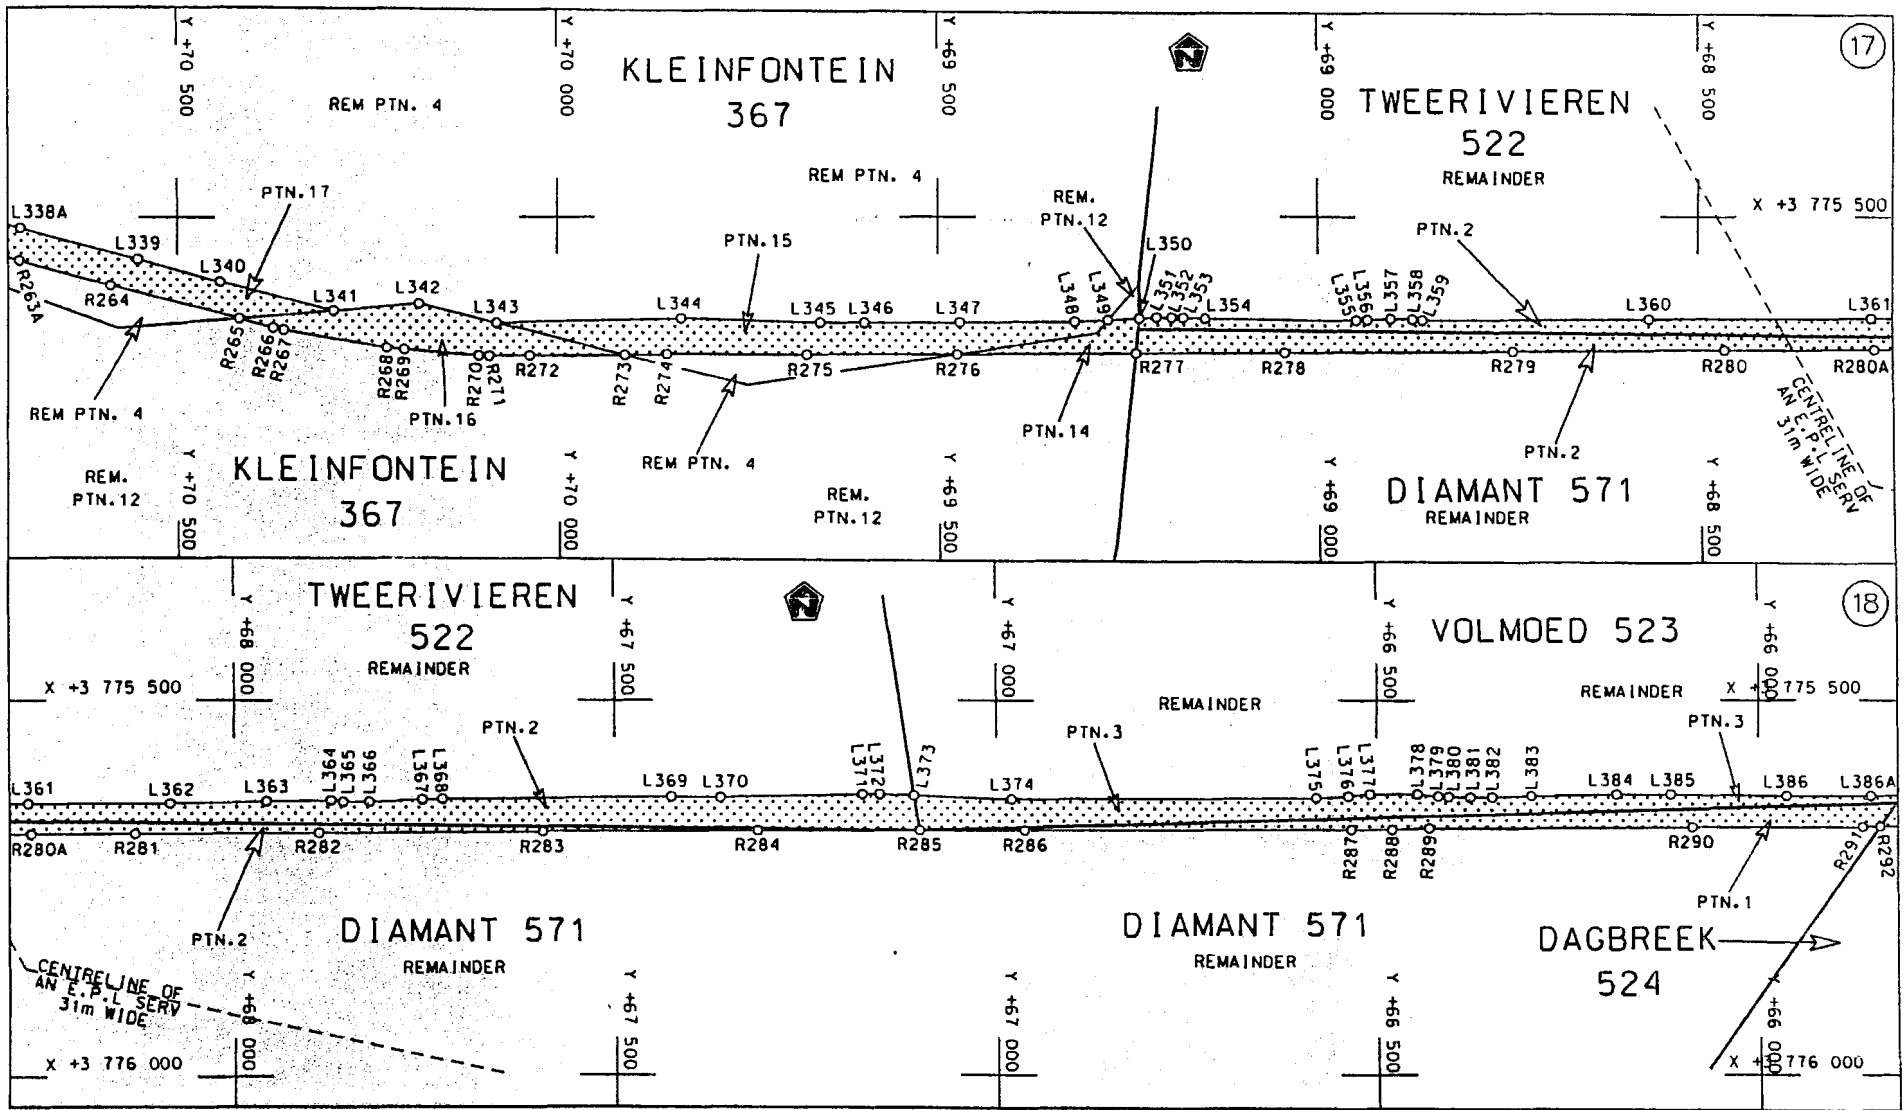 Y +70 500
Y +70 000
Y +69 500
Y +69 000
Y +68 500
17
KLEINFONTEIN
367
REM PTN. 4
N
TWEERIVIEREN
522
REMAINDER
REM PTN. 4
PTN.17
REM.
PTN.12
X +3 775 500
PTN.15
PTN.2
L338A
L339
L340
L341
L342
L343
L344
L345
L346
L347
L348
L349
L350
L351
L352
L353
L354
L355
L356
L357
L358
L359
L360
L361
R263A
R264
R265
R266
R267
R268
R269
R270
R271
R272
R273
R274
R275
R276
R277
R278
R279
R280
R280A
REM PTN. 4
PTN.16
REM PTN. 4
PTN.14
PTN.2
CENTRELINE OF
AN E.P.L SERV
31m WIDE
REM.
PTN.12
KLEINFONTEIN
367
REM.
PTN.12
DIAMANT 571
REMAINDER
Y +70 500
Y +70 000
Y +69 500
Y +69 000
Y +68 500
Y +68 000
Y +67 500
Y +67 000
Y +66 500
Y +66 000
18
TWEERIVIEREN
522
REMAINDER
N
VOLMOED 523
REMAINDER
REMAINDER
X +3 775 500
X +3 775 500
PTN.2
PTN.3
PTN.3
L361
L362
L363
L364
L365
L366
L367
L368
L369
L370
L371
L372
L373
L374
L375
L376
L377
L378
L379
L380
L381
L382
L383
L384
L385
L386
L386A
R280A
R281
R282
R283
R284
R285
R286
R287
R288
R289
R290
R291
R292
PTN.2
PTN.1
DIAMANT 571
REMAINDER
DIAMANT 571
REMAINDER
DAGBREEK
524
CENTRELINE OF
AN E.P.L SERV
31m WIDE
X +3 776 000
X +3 776 000
Y +68 000
Y +67 500
Y +67 000
Y +66 500
Y +66 000